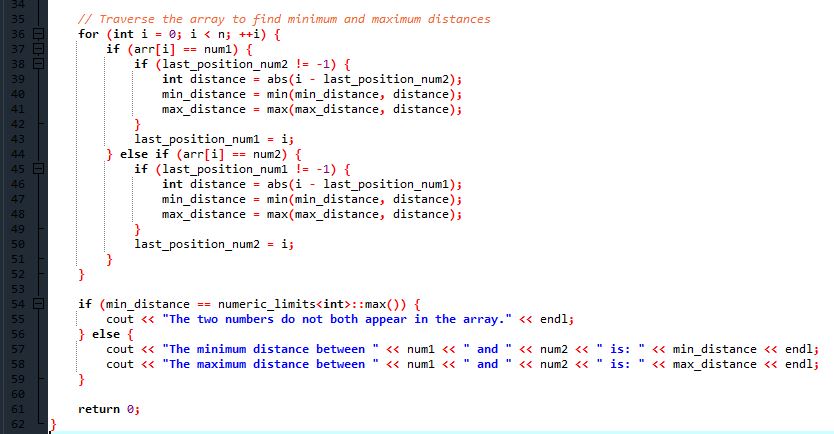 34
35 // Traverse the array to find minimum and maximum distances
36 for (int i = 0; i < n; ++i) {
37 if (arr[i] == num1) {
38 if (last_position_num2 != -1) {
39 int distance = abs(i - last_position_num2);
40 min_distance = min(min_distance, distance);
41 max_distance = max(max_distance, distance);
42 }
43 last_position_num1 = i;
44 } else if (arr[i] == num2) {
45 if (last_position_num1 != -1) {
46 int distance = abs(i - last_position_num1);
47 min_distance = min(min_distance, distance);
48 max_distance = max(max_distance, distance);
49 }
50 last_position_num2 = i;
51 }
52 }
53
54 if (min_distance == numeric_limits<int>::max()) {
55 cout << "The two numbers do not both appear in the array." << endl;
56 } else {
57 cout << "The minimum distance between " << num1 << " and " << num2 << " is: " << min_distance << endl;
58 cout << "The maximum distance between " << num1 << " and " << num2 << " is: " << max_distance << endl;
59 }
60
61 return 0;
62 }